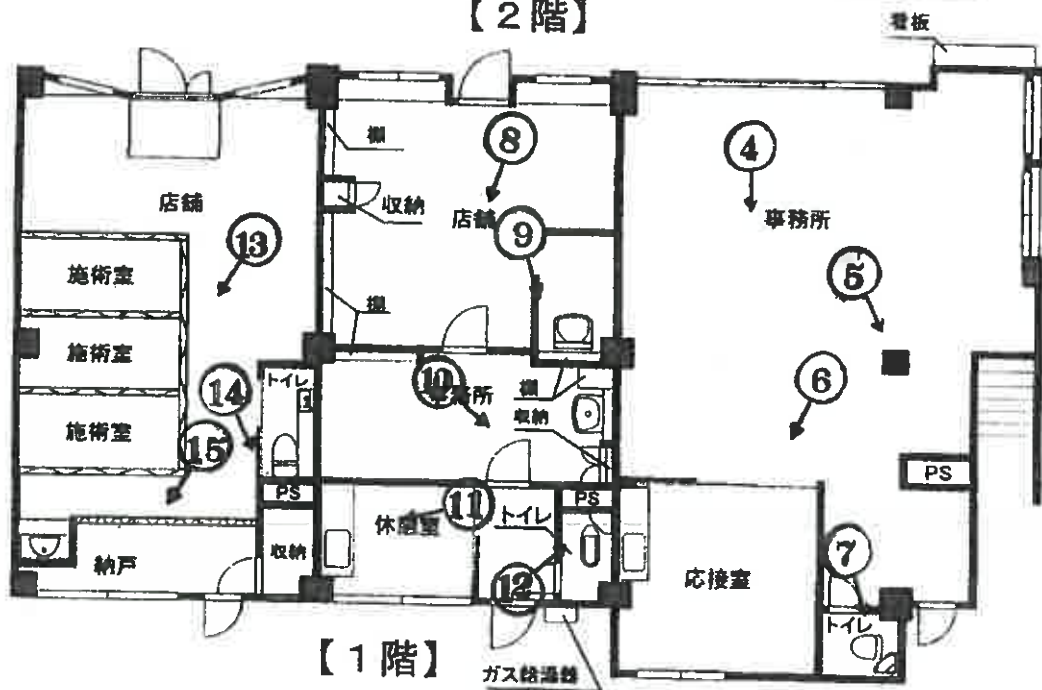 【2階】
看板
棚
⑧
④
収納
店舗
店舗
⑨
事務所
⑬
⑤
施術室
棚
施術室
⑥
トイレ
⑩
棚
⑭
収納
施術室
⑮
PS
PS
⑪
PS
休憩室
トイレ
⑦
収納
納戸
応接室
⑫
トイレ
【1階】
ガス給湯器